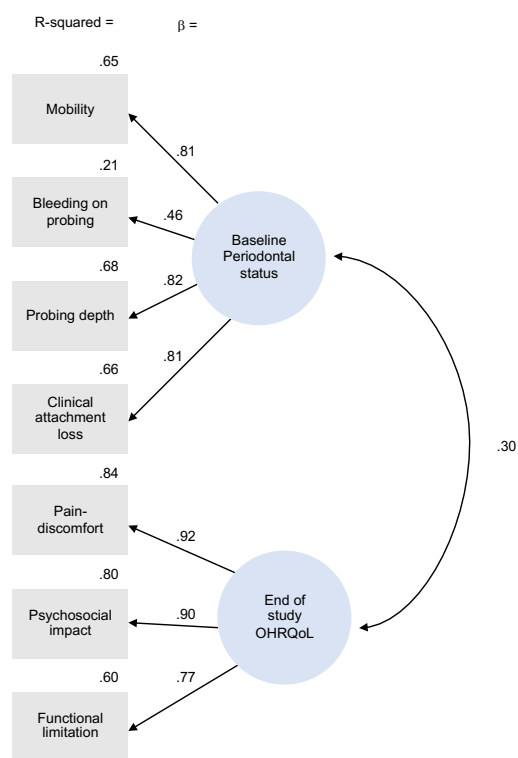 R-squared = β =
.65
Mobility
.81
.21
Bleeding on
probing
.46
Baseline
Periodontal
status
.68
Probing depth
.82
.66
Clinical
attachment
loss
.81
.30
.84
Pain-
discomfort
.92
.80
Psychosocial
impact
.90
End of
study
OHRQoL
.60
Functional
limitation
.77